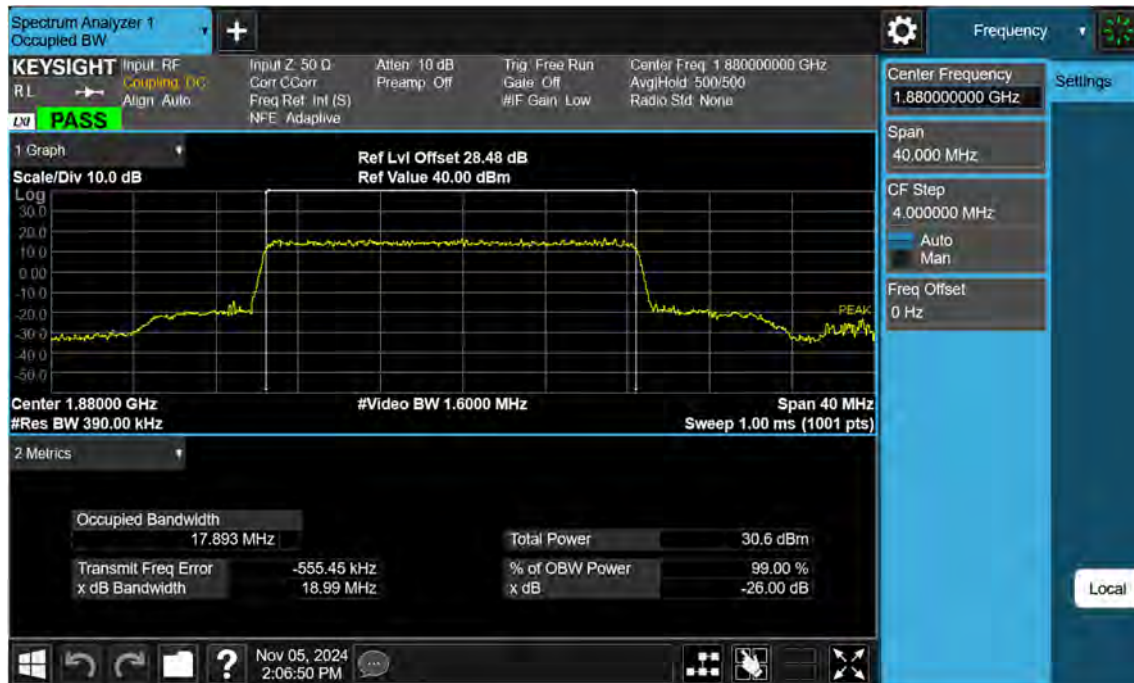 Spectrum Analyzer 1
Occupied BW
+
Frequency
KEYSIGHT
R L
LXI PASS
Input: RF
Coupling: DC
Align: Auto
Input Z: 50 Ω
Corr CCorr
Freq Ref: Int (S)
NFE: Adaptive
Atten: 10 dB
Preamp: Off
Trig: Free Run
Gate: Off
#IF Gain: Low
Center Freq: 1.880000000 GHz
Avg|Hold: 500/500
Radio Std: None
Center Frequency
1.880000000 GHz
Settings
Span
40.000 MHz
CF Step
4.000000 MHz
Auto
Man
Freq Offset
0 Hz
1 Graph
Scale/Div 10.0 dB
Ref Lvl Offset 28.48 dB
Ref Value 40.00 dBm
Log
30.0
20.0
10.0
0.00
-10.0
-20.0
-30.0
-40.0
-50.0
PEAK
Center 1.88000 GHz
#Video BW 1.6000 MHz
Span 40 MHz
#Res BW 390.00 kHz
Sweep 1.00 ms (1001 pts)
2 Metrics
Occupied Bandwidth
17.893 MHz
Total Power 30.6 dBm
Transmit Freq Error -555.45 kHz
% of OBW Power 99.00 %
x dB Bandwidth 18.99 MHz
x dB -26.00 dB
Local
?
Nov 05, 2024
2:06:50 PM